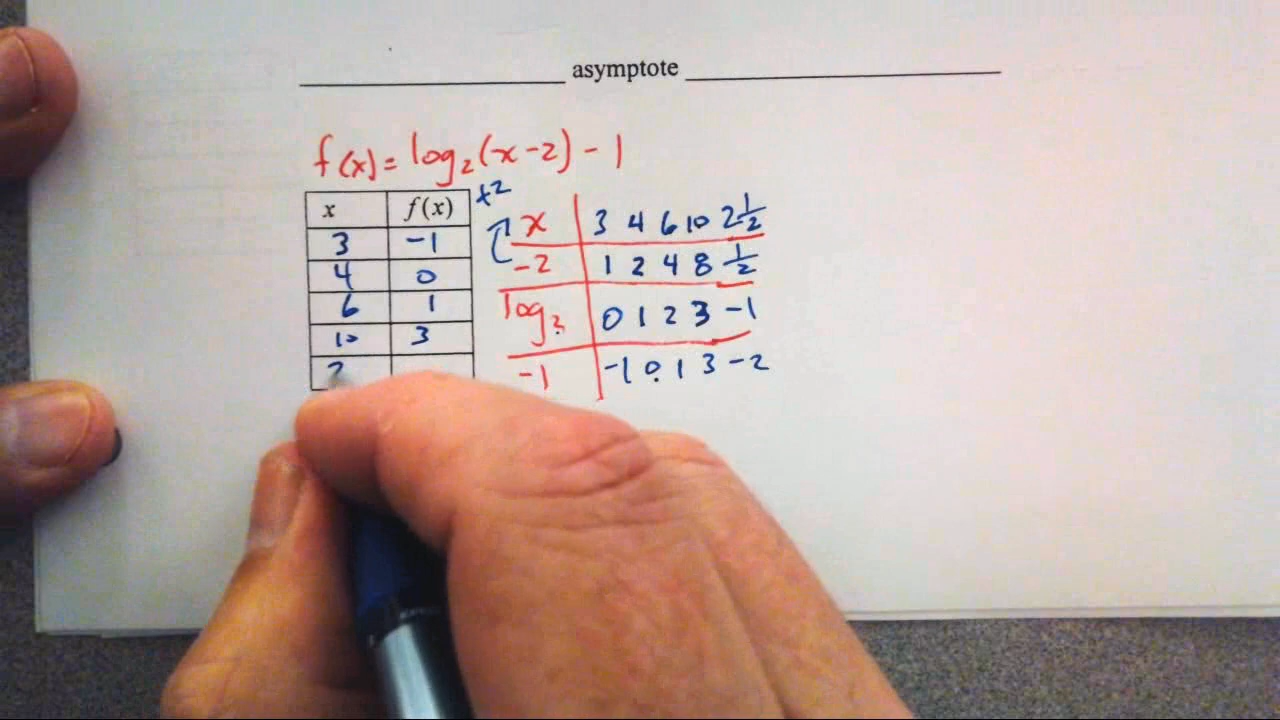 asymptote
f(x) = log₂(x-2) - 1
x f(x)
3 -1
4 0
6 1
10 3
2
+2
x 3 4 6 10 2½
-2 1 2 4 8 ½
log₂ 0 1 2 3 -1
-1 -1 0 1 3 -2